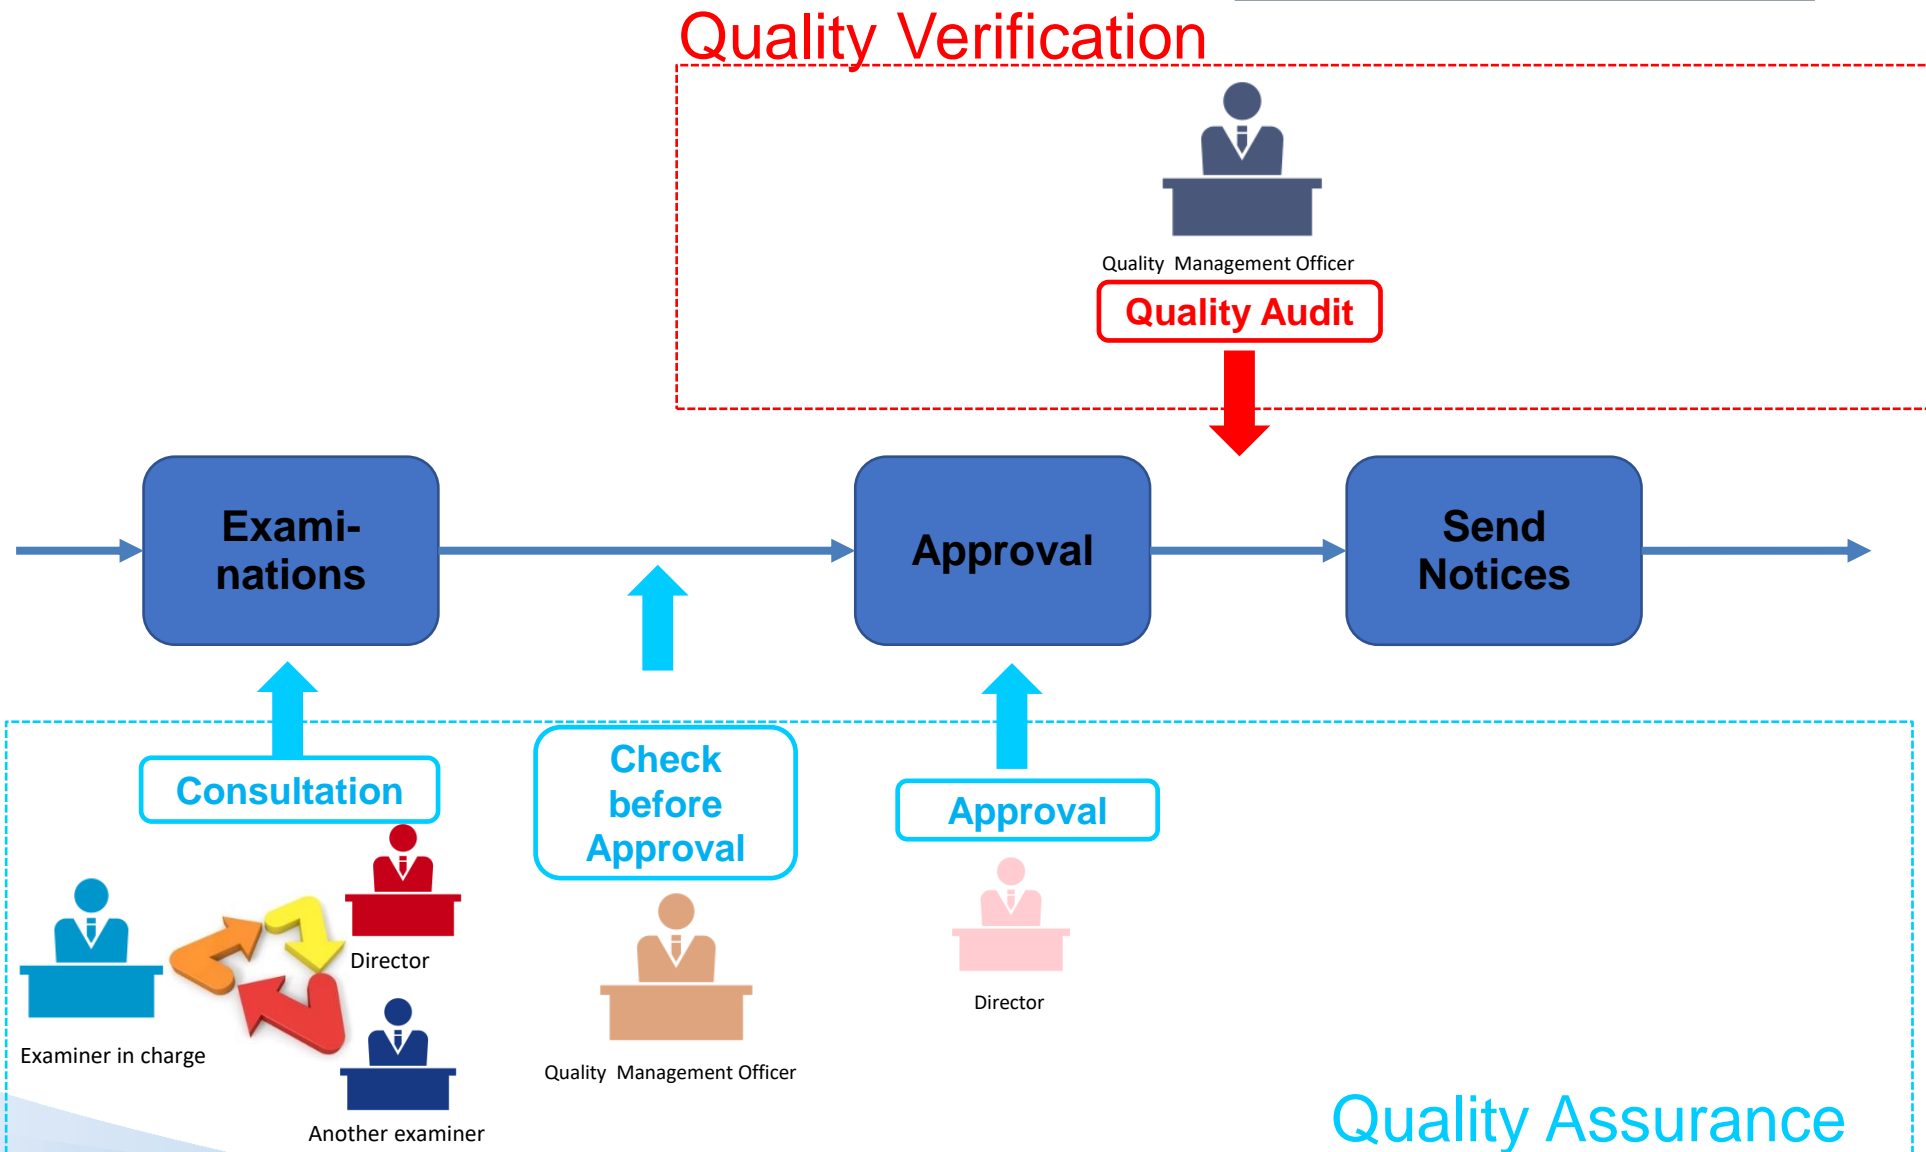 Quality Verification
Quality Management Officer
Quality Audit
Exami-
nations
Approval
Send
Notices
Consultation
Check
before
Approval
Approval
Director
Director
Examiner in charge
Quality Management Officer
Another examiner
Quality Assurance